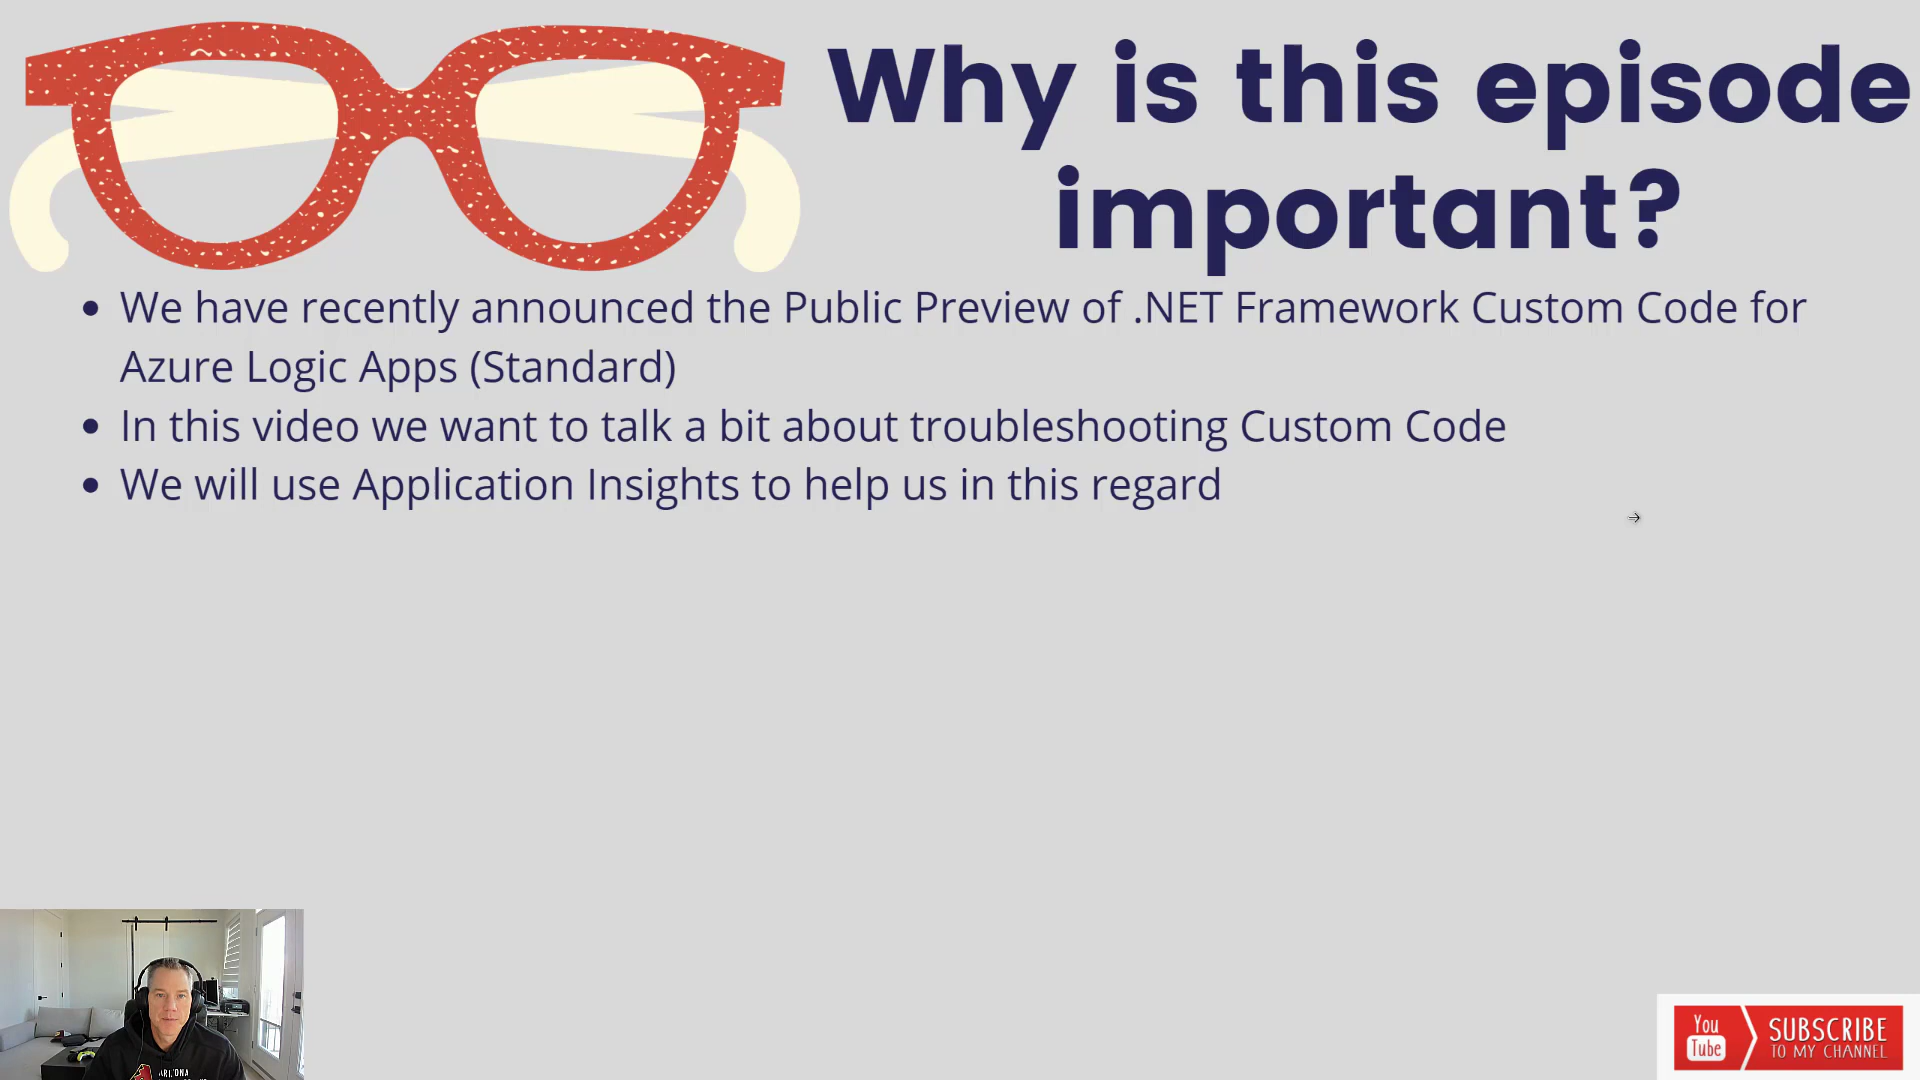 Why is this episode
important?
• We have recently announced the Public Preview of .NET Framework Custom Code for
Azure Logic Apps (Standard)
• In this video we want to talk a bit about troubleshooting Custom Code
• We will use Application Insights to help us in this regard
ARIZONA
You
Tube
SUBSCRIBE
TO MY CHANNEL